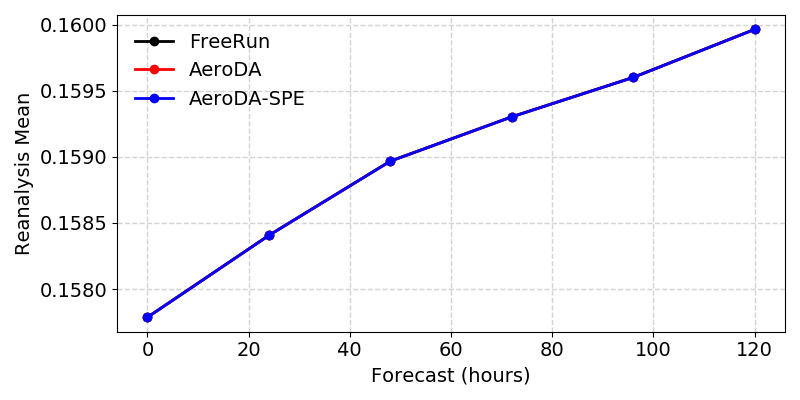 0.1600
0.1595
0.1590
0.1585
0.1580
Reanalysis Mean
FreeRun
AeroDA
AeroDA-SPE
0 20 40 60 80 100 120
Forecast (hours)